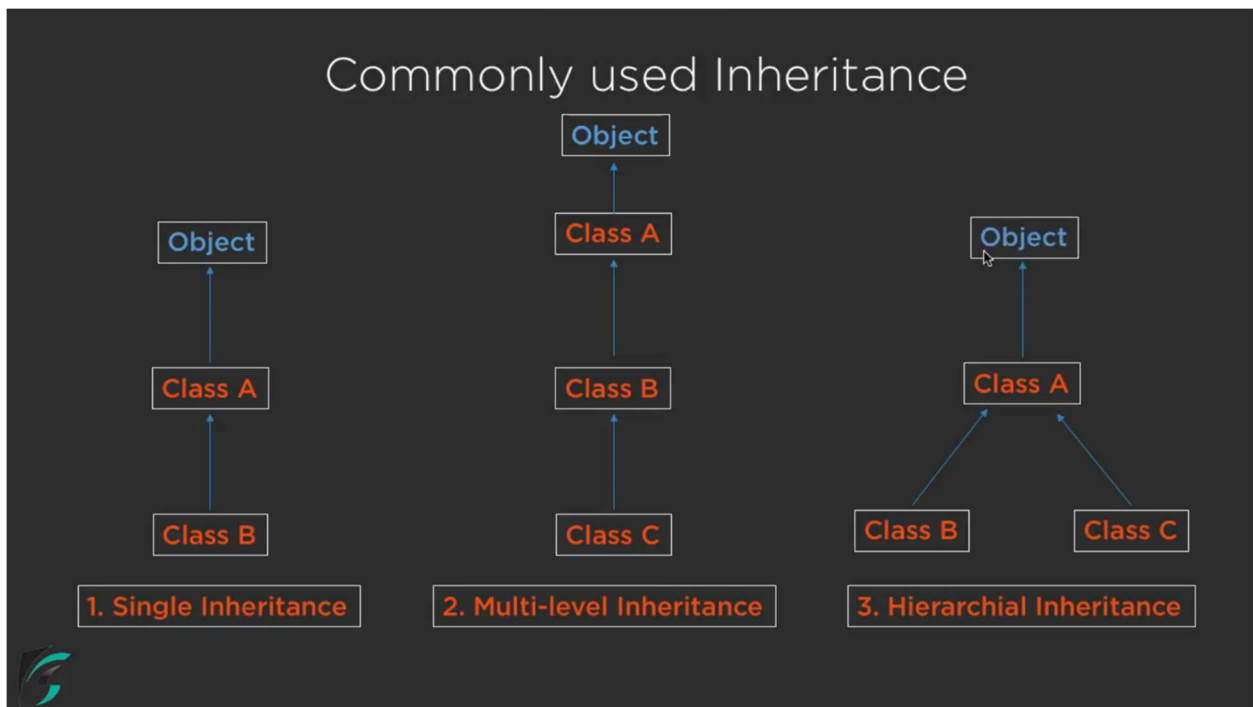 Commonly used Inheritance
Object
Class A
Class B
1. Single Inheritance
Object
Class A
Class B
Class C
2. Multi-level Inheritance
Object
Class A
Class B
Class C
3. Hierarchial Inheritance